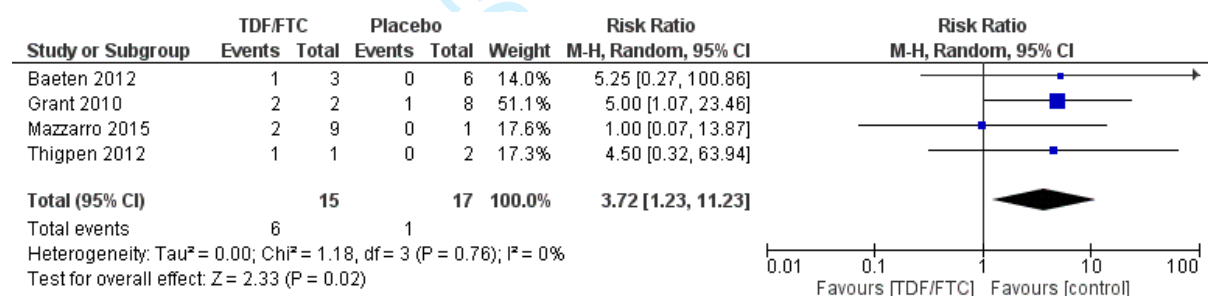 TDF/FTC Placebo Risk Ratio Risk Ratio
Study or Subgroup Events Total Events Total Weight M-H, Random, 95% CI M-H, Random, 95% CI
Baeten 2012 1 3 0 6 14.0% 5.25 [0.27, 100.86]
Grant 2010 2 2 1 8 51.1% 5.00 [1.07, 23.46]
Mazzarro 2015 2 9 0 1 17.6% 1.00 [0.07, 13.87]
Thigpen 2012 1 1 0 2 17.3% 4.50 [0.32, 63.94]
Total (95% CI) 15 17 100.0% 3.72 [1.23, 11.23]
Total events 6 1
Heterogeneity: Tau² = 0.00; Chi² = 1.18, df = 3 (P = 0.76); I² = 0%
Test for overall effect: Z = 2.33 (P = 0.02)
0.01 0.1 1 10 100
Favours [TDF/FTC] Favours [control]